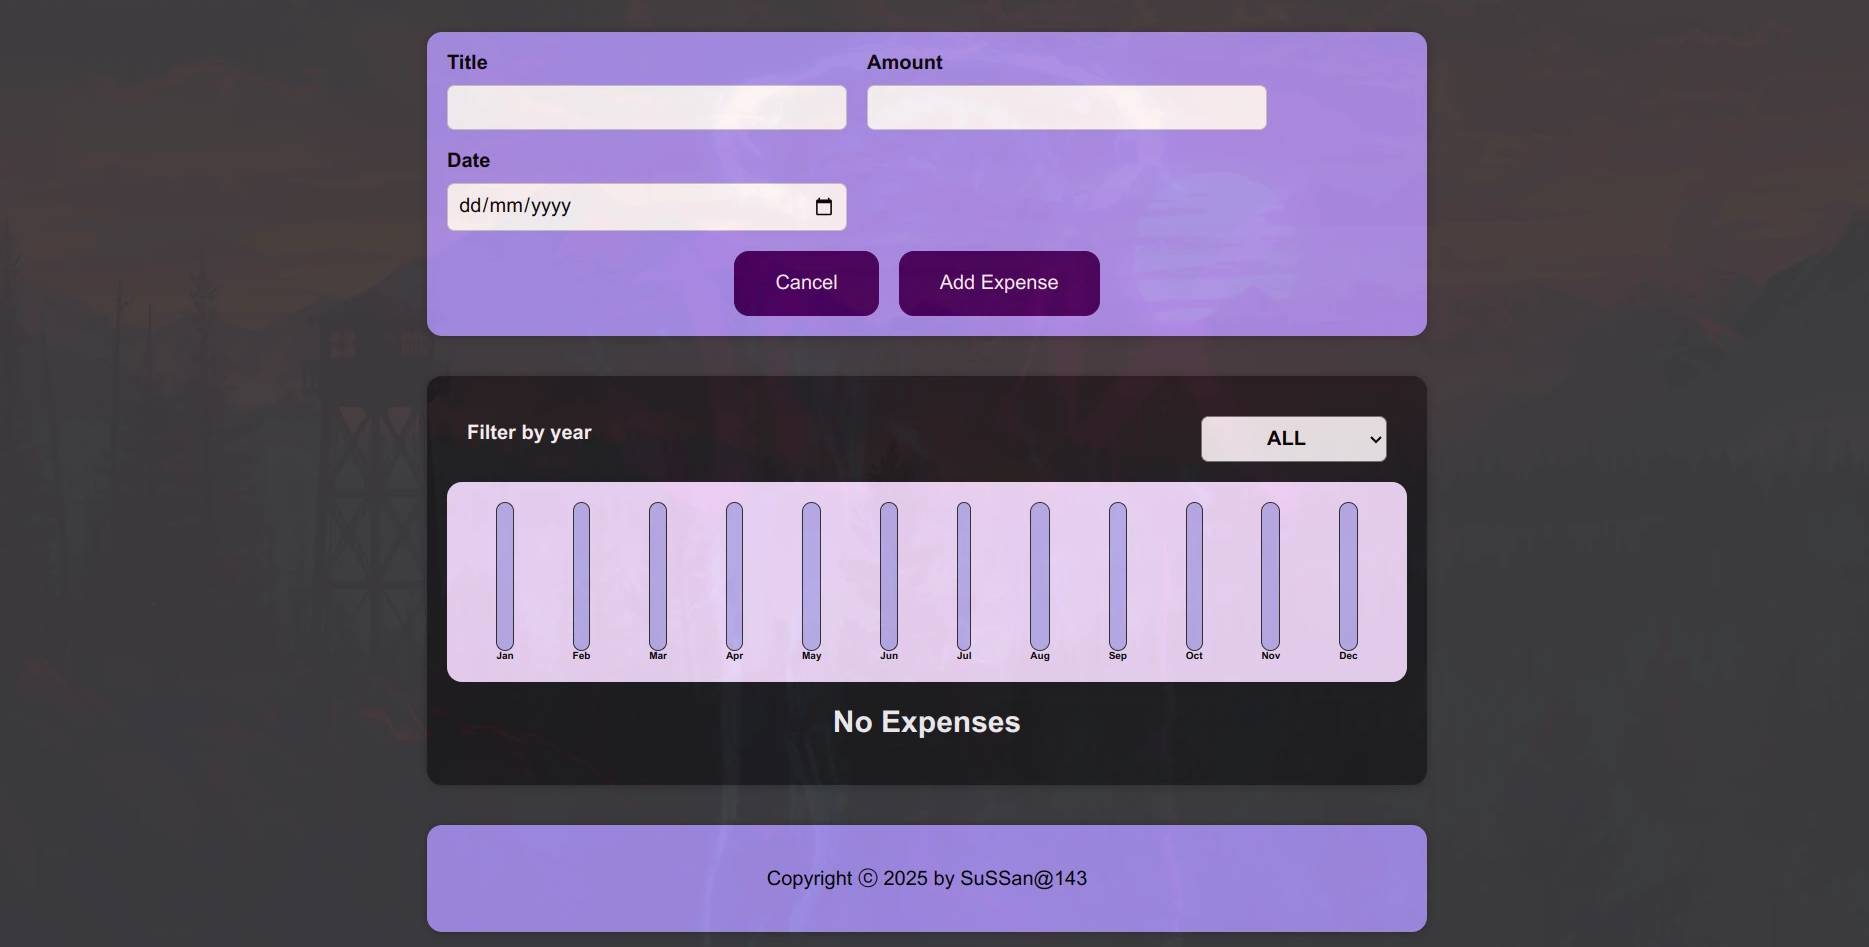 Title Amount
Date
dd/mm/yyyy
Cancel Add Expense
Filter by year ALL
Jan Feb Mar Apr May Jun Jul Aug Sep Oct Nov Dec
No Expenses
Copyright ⓒ 2025 by SuSSan@143